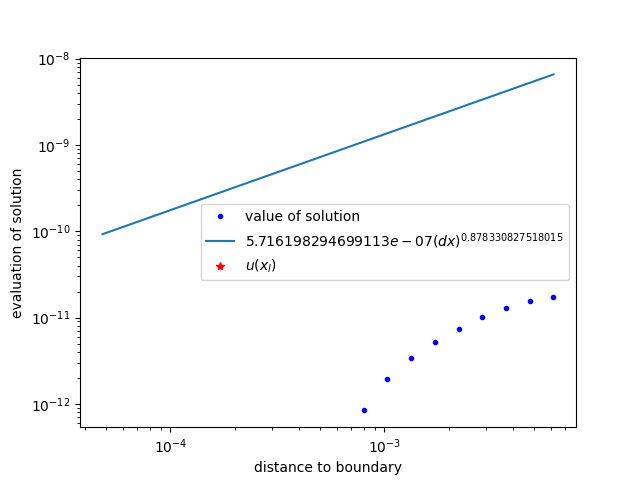 10⁻⁸
10⁻⁹
10⁻¹⁰
10⁻¹¹
10⁻¹²
evaluation of solution
value of solution
5.716198294699113e − 07(dx)^0.878330827518015
u(xᵢ)
10⁻⁴
10⁻³
distance to boundary